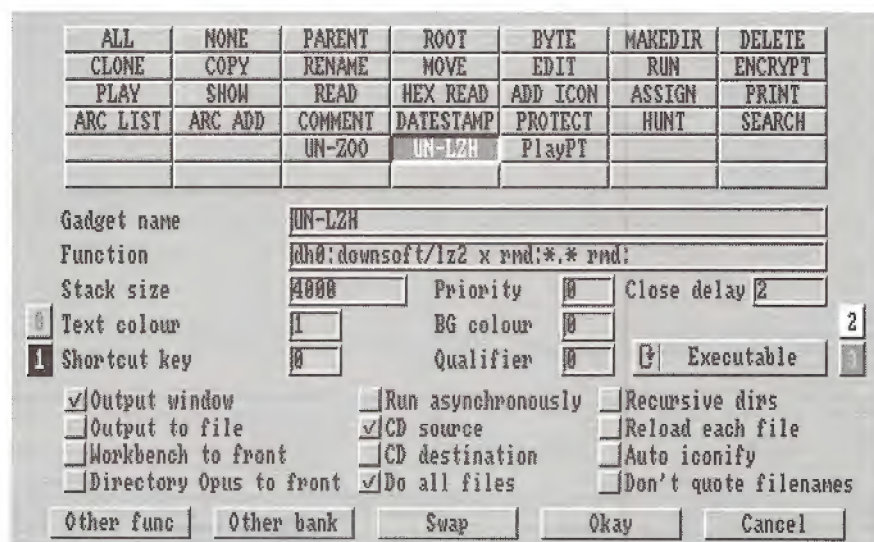 ALL NONE PARENT ROOT BYTE MAKEDIR DELETE
CLONE COPY RENAME MOVE EDIT RUN ENCRYPT
PLAY SHOW READ HEX READ ADD ICON ASSIGN PRINT
ARC LIST ARC ADD COMMENT DATESTAMP PROTECT HUNT SEARCH
UN-ZOO UN-LZH PlayPT
Gadget name UN-LZH
Function dh0:downsoft/lz2 x rmd:*.* rmd:
Stack size 4000 Priority 0 Close delay 2
0 Text colour 1 BG colour 0 2
1 Shortcut key 0 Qualifier 0 Executable 3
Output window Run asynchronously Recursive dirs
Output to file CD source Reload each file
Workbench to front CD destination Auto iconify
Directory Opus to front Do all files Don't quote filenames
Other func Other bank Swap Okay Cancel